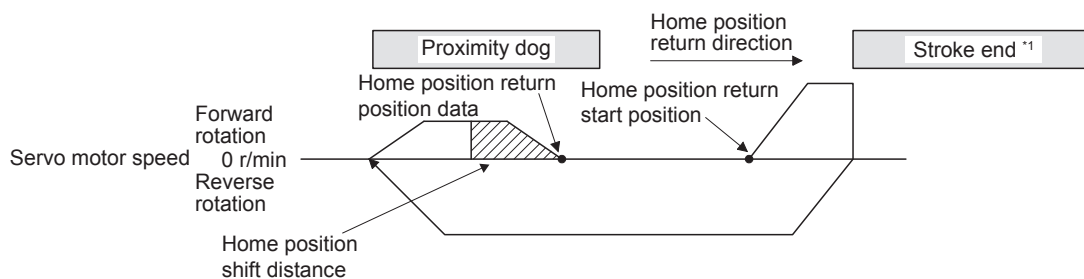 Proximity dog
Home position
return direction
Stroke end *1
Home position return
position data
Home position return
start position
Forward
rotation
Servo motor speed
0 r/min
Reverse
rotation
Home position
shift distance